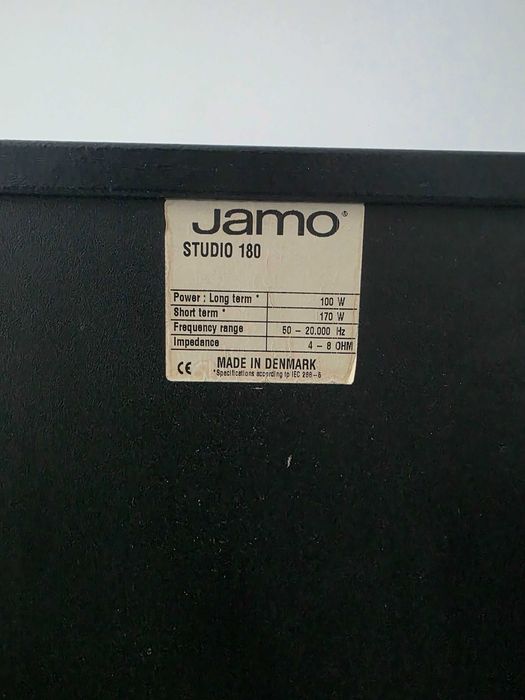 Jamo®
STUDIO 180
Power : Long term * 100 W
Short term * 170 W
Frequency range 50 – 20.000 Hz
Impedance 4 – 8 OHM
CE MADE IN DENMARK
*Specifications according to IEC 268–5